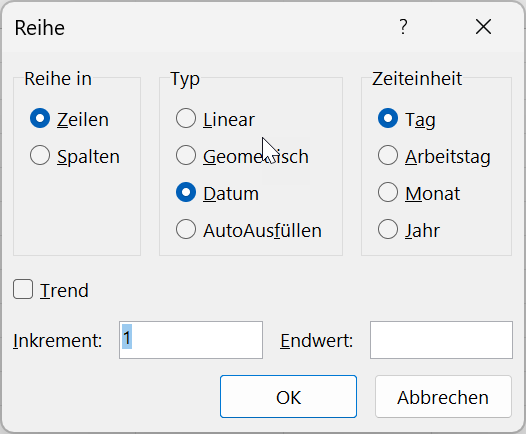 Reihe ?
Reihe in Typ Zeiteinheit
Zeilen Linear Tag
Spalten Geometrisch Arbeitstag
Datum Monat
AutoAusfüllen Jahr
Trend
Inkrement: 1 Endwert:
OK Abbrechen